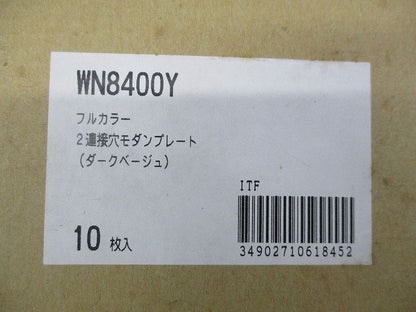 WN8400Y
フルカラー
2連接穴モダンプレート
(ダークベージュ)
ITF
10 枚入
34902710618452